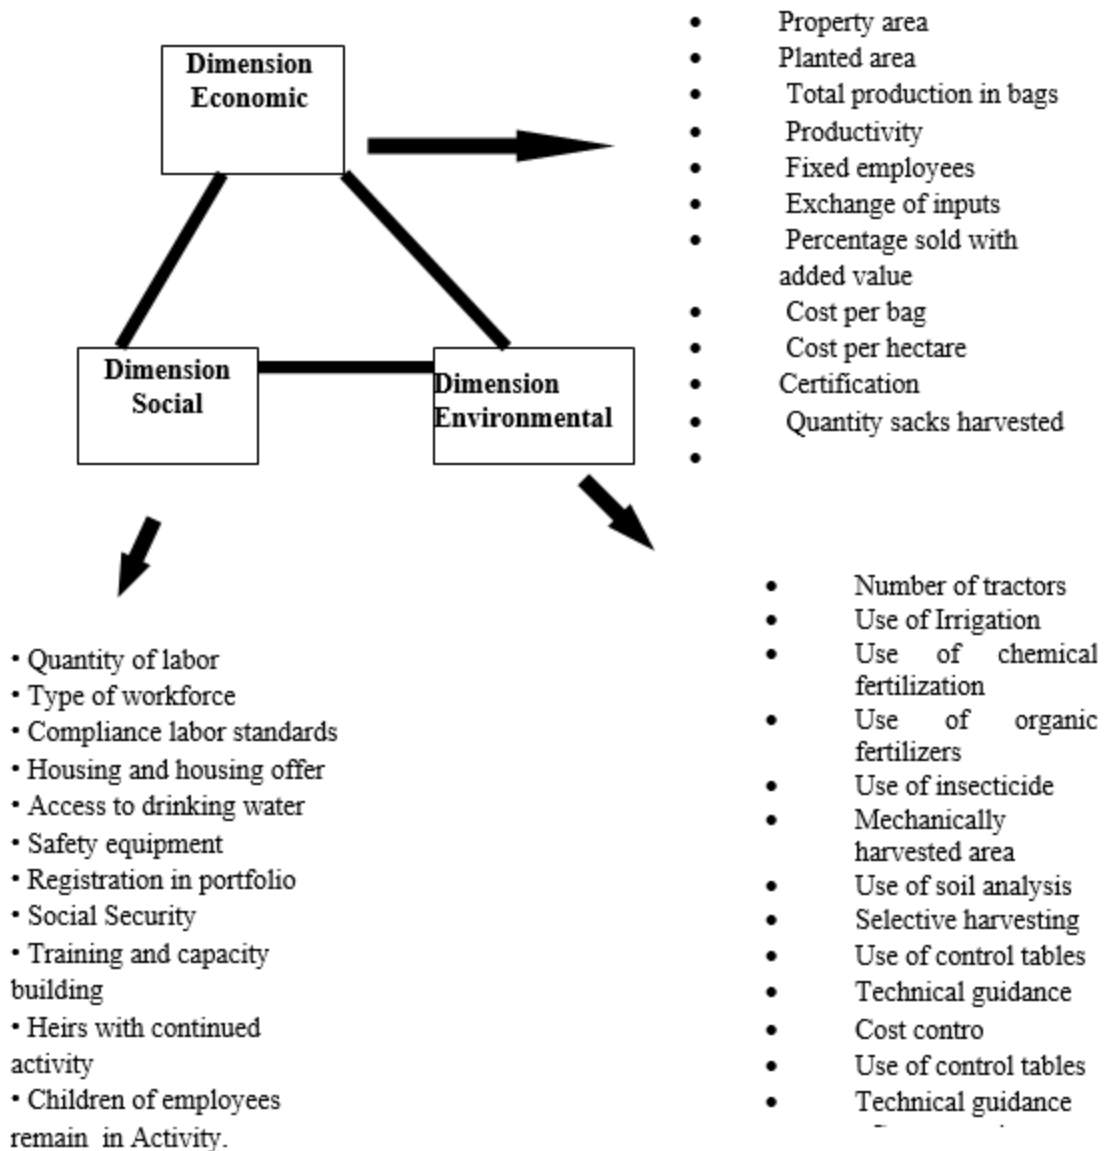 Dimension
Economic
Dimension
Social
Dimension
Environmental
• Property area
• Planted area
• Total production in bags
• Productivity
• Fixed employees
• Exchange of inputs
• Percentage sold with
added value
• Cost per bag
• Cost per hectare
• Certification
• Quantity sacks harvested
•
• Quantity of labor
• Type of workforce
• Compliance labor standards
• Housing and housing offer
• Access to drinking water
• Safety equipment
• Registration in portfolio
• Social Security
• Training and capacity
building
• Heirs with continued
activity
• Children of employees
remain in Activity.
• Number of tractors
• Use of Irrigation
• Use of chemical
fertilization
• Use of organic
fertilizers
• Use of insecticide
• Mechanically
harvested area
• Use of soil analysis
• Selective harvesting
• Use of control tables
• Technical guidance
• Cost contro
• Use of control tables
• Technical guidance